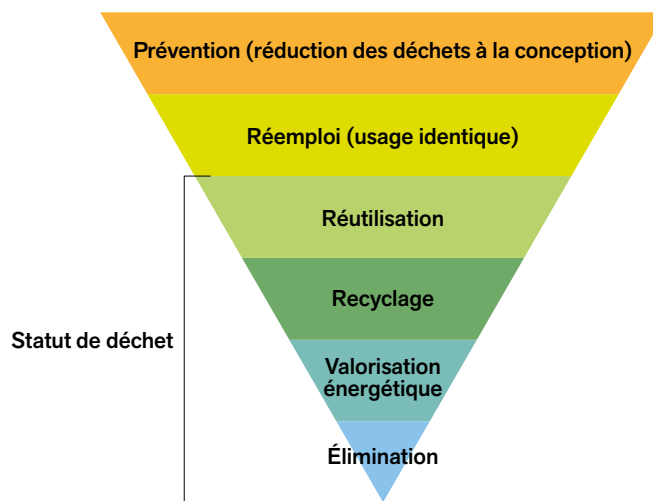 Prévention (réduction des déchets à la conception)
Réemploi (usage identique)
Réutilisation
Recyclage
Statut de déchet
Valorisation
énergétique
Élimination